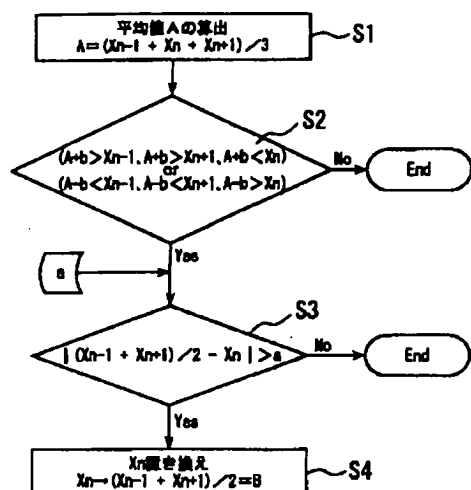 平均値Aの算出
A=(Xn-1 + Xn + Xn+1)/3
S1
S2
(A+b>Xn-1、A+b>Xn+1、A+b<Xn)
or
(A-b<Xn-1、A-b<Xn+1、A-b>Xn)
No
End
Yes
a
S3
| (Xn-1 + Xn+1)/2 - Xn | >a
No
End
Yes
Xn置き換え
Xn→(Xn-1 + Xn+1)/2=B
S4